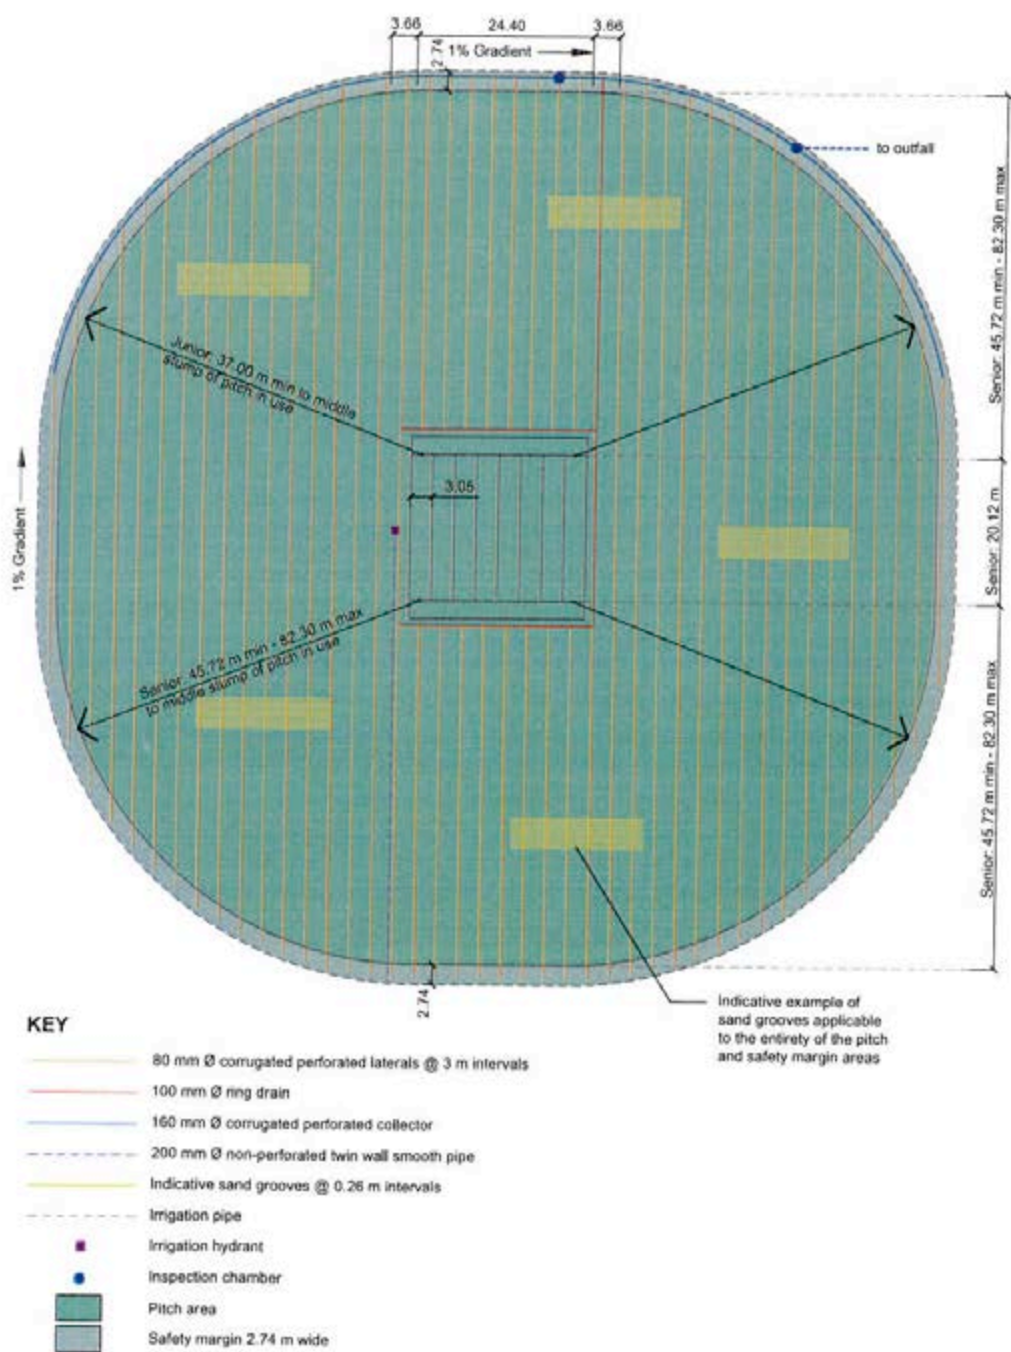 3.66
24.40
3.66
2.74
1% Gradient
to outfall
Senior: 45.72 m min - 82.30 m max
Junior: 37.00 m min to middle
stump of pitch in use
3.05
1% Gradient
Senior: 20.12 m
Senior: 45.72 m min - 82.30 m max
to middle stump of pitch in use
Senior: 45.72 m min - 82.30 m max
2.74
Indicative example of
sand grooves applicable
to the entirety of the pitch
and safety margin areas
KEY
80 mm Ø corrugated perforated laterals @ 3 m intervals
100 mm Ø ring drain
160 mm Ø corrugated perforated collector
200 mm Ø non-perforated twin wall smooth pipe
Indicative sand grooves @ 0.26 m intervals
Irrigation pipe
Irrigation hydrant
Inspection chamber
Pitch area
Safety margin 2.74 m wide